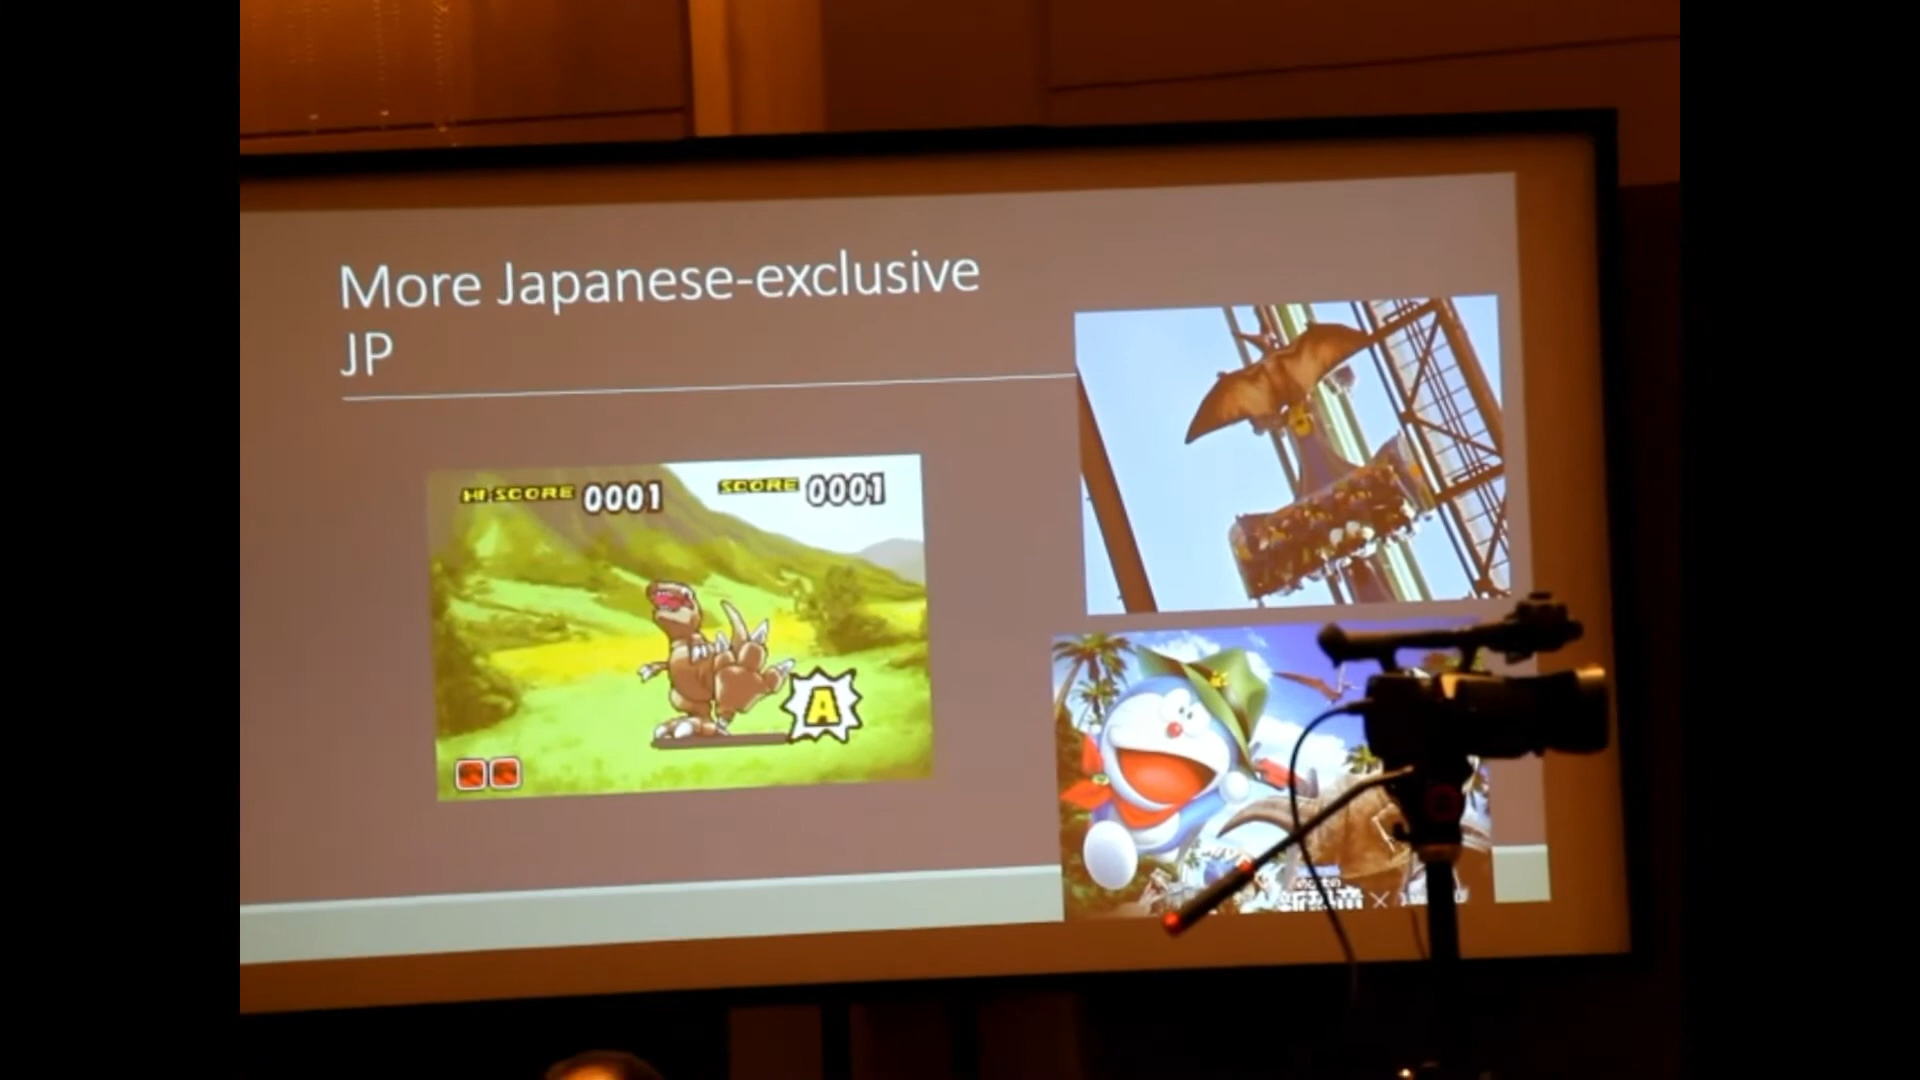 More Japanese-exclusive
JP
HI SCORE 0001
SCORE 0001
A
×